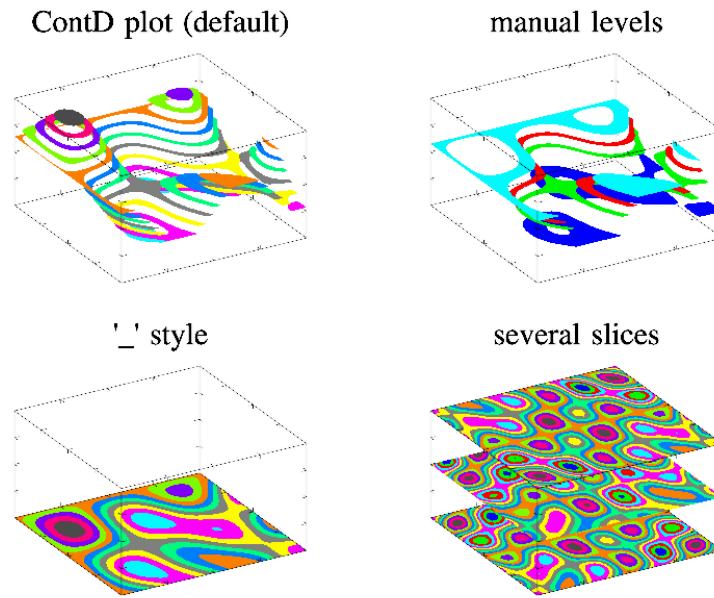 ContD plot (default)
manual levels
'_' style
several slices